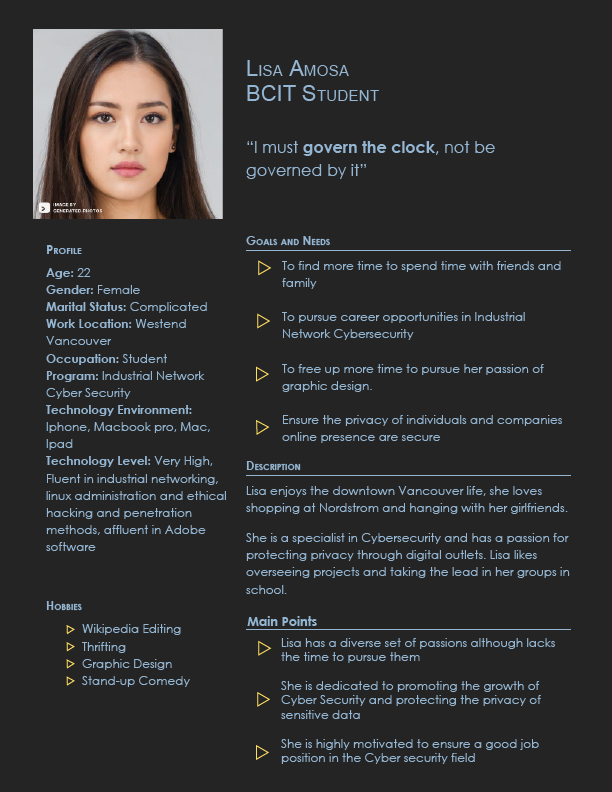 IMAGE BY
GENERATED PHOTOS
Lisa Amosa
BCIT Student
“I must govern the clock, not be
governed by it”
Profile
Age: 22
Gender: Female
Marital Status: Complicated
Work Location: Westend
Vancouver
Occupation: Student
Program: Industrial Network
Cyber Security
Technology Environment:
Iphone, Macbook pro, Mac,
Ipad
Technology Level: Very High,
Fluent in industrial networking,
linux administration and ethical
hacking and penetration
methods, affluent in Adobe
software
Hobbies
Wikipedia Editing
Thrifting
Graphic Design
Stand-up Comedy
Goals and Needs
To find more time to spend time with friends and
family
To pursue career opportunities in Industrial
Network Cybersecurity
To free up more time to pursue her passion of
graphic design.
Ensure the privacy of individuals and companies
online presence are secure
Description
Lisa enjoys the downtown Vancouver life, she loves
shopping at Nordstrom and hanging with her girlfriends.
She is a specialist in Cybersecurity and has a passion for
protecting privacy through digital outlets. Lisa likes
overseeing projects and taking the lead in her groups in
school.
Main Points
Lisa has a diverse set of passions although lacks
the time to pursue them
She is dedicated to promoting the growth of
Cyber Security and protecting the privacy of
sensitive data
She is highly motivated to ensure a good job
position in the Cyber security field